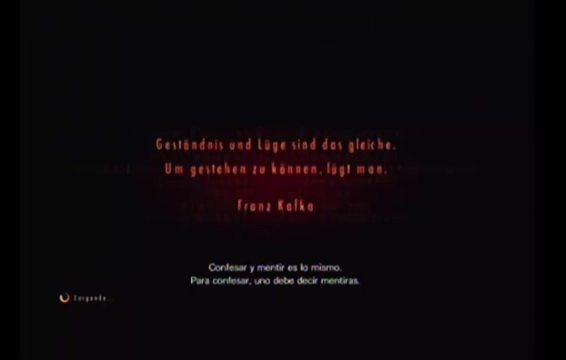 Geständnis und Lüge sind das gleiche.
Um gestehen zu können, lügt man.
Franz Kafka
Confesar y mentir es lo mismo.
Para confesar, uno debe decir mentiras.
Cargando...